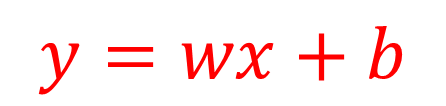 y = wx + b